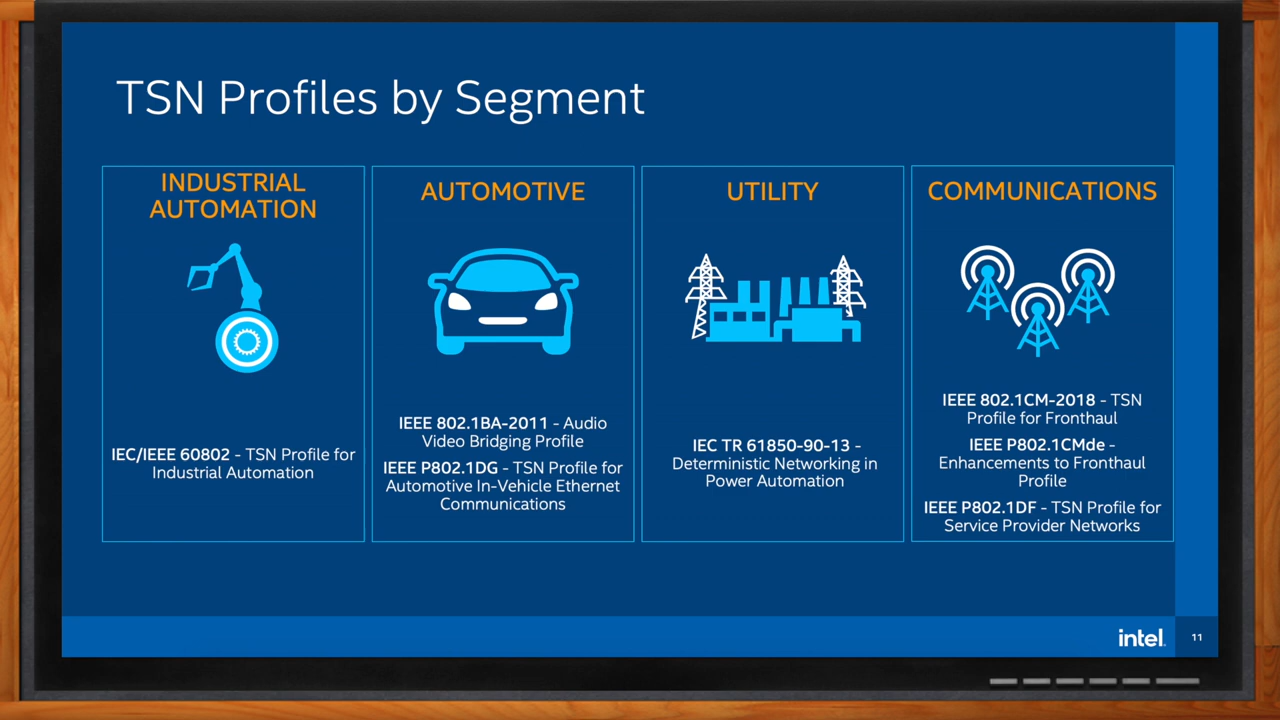 TSN Profiles by Segment
INDUSTRIAL
AUTOMATION
IEC/IEEE 60802 - TSN Profile for
Industrial Automation
AUTOMOTIVE
IEEE 802.1BA-2011 - Audio
Video Bridging Profile
IEEE P802.1DG - TSN Profile for
Automotive In-Vehicle Ethernet
Communications
UTILITY
IEC TR 61850-90-13 -
Deterministic Networking in
Power Automation
COMMUNICATIONS
IEEE 802.1CM-2018 - TSN
Profile for Fronthaul
IEEE P802.1CMde -
Enhancements to Fronthaul
Profile
IEEE P802.1DF - TSN Profile for
Service Provider Networks
intel.
11